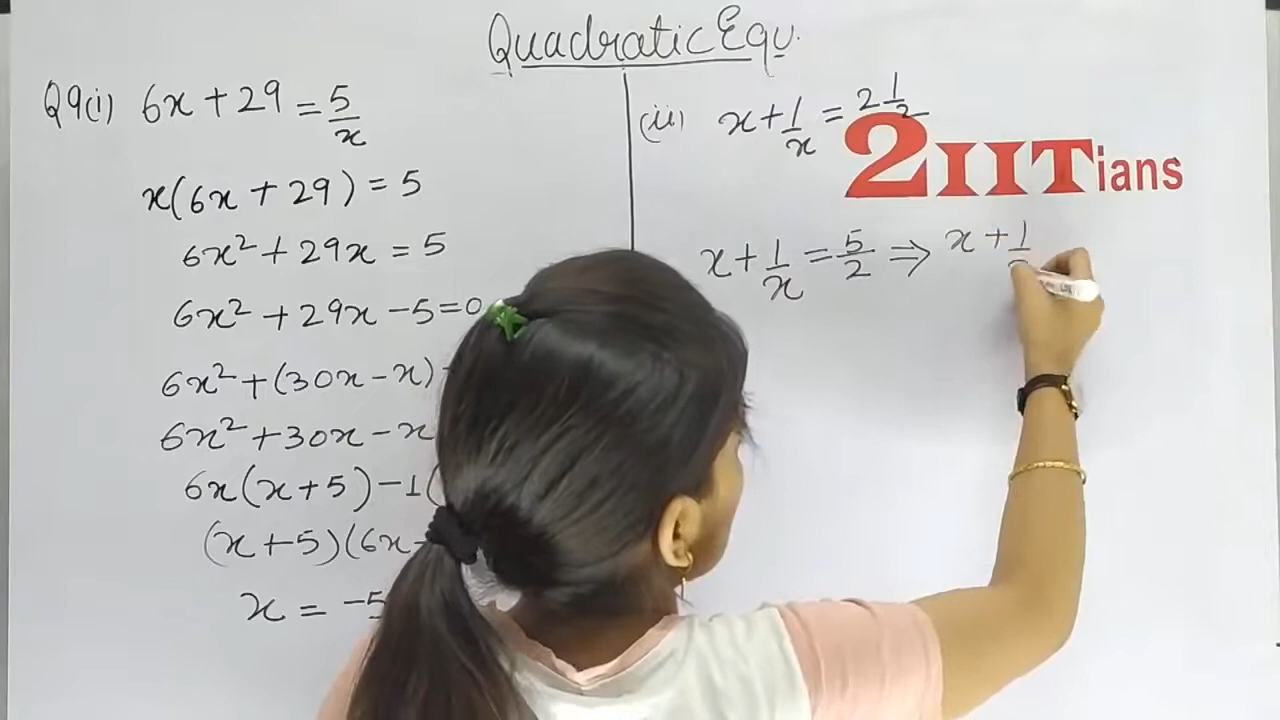 Quadratic Equ.
Q9(i) 6x + 29 = 5/x
x(6x + 29) = 5
6x² + 29x = 5
6x² + 29x - 5 = 0
6x² + (30x - x)
6x² + 30x - x
6x(x + 5) - 1(
(x + 5)(6x -
x = -5
(ii) x + 1/x = 2 1/2
2IITians
x + 1/x = 5/2 ⇒ x + 1